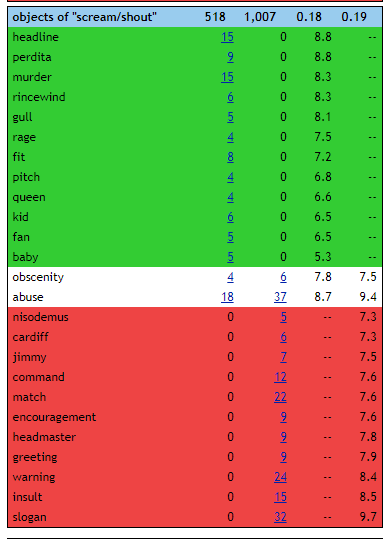 objects of "scream/shout" 518 1,007 0.18 0.19
headline 15 0 8.8 --
perdita 9 0 8.8 --
murder 15 0 8.3 --
rincewind 6 0 8.3 --
gull 5 0 8.1 --
rage 4 0 7.5 --
fit 8 0 7.2 --
pitch 4 0 6.8 --
queen 4 0 6.6 --
kid 6 0 6.5 --
fan 5 0 6.5 --
baby 5 0 5.3 --
obscenity 4 6 7.8 7.5
abuse 18 37 8.7 9.4
nisodemus 0 5 -- 7.3
cardiff 0 6 -- 7.3
jimmy 0 7 -- 7.5
command 0 12 -- 7.6
match 0 22 -- 7.6
encouragement 0 9 -- 7.6
headmaster 0 9 -- 7.8
greeting 0 9 -- 7.9
warning 0 24 -- 8.4
insult 0 15 -- 8.5
slogan 0 32 -- 9.7